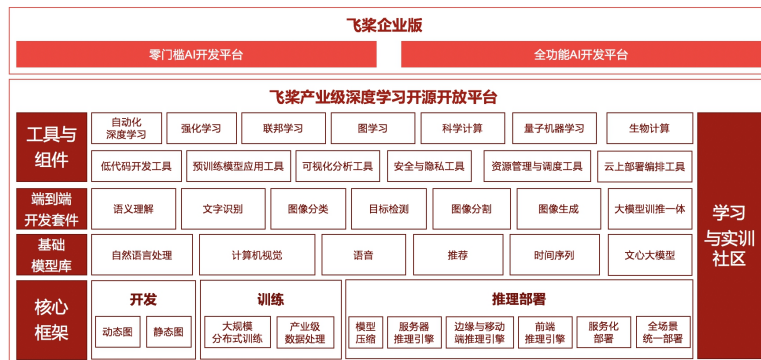 飞桨企业版
零门槛AI开发平台
全功能AI开发平台
飞桨产业级深度学习开源开放平台
工具与
组件
自动化
深度学习
强化学习
联邦学习
图学习
科学计算
量子机器学习
生物计算
低代码开发工具
预训练模型应用工具
可视化分析工具
安全与隐私工具
资源管理与调度工具
云上部署编排工具
端到端
开发套件
语义理解
文字识别
图像分类
目标检测
图像分割
图像生成
大模型训推一体
基础
模型库
自然语言处理
计算机视觉
语音
推荐
时间序列
文心大模型
核心
框架
开发
动态图
静态图
训练
大规模
分布式训练
产业级
数据处理
推理部署
模型
压缩
服务器
推理引擎
边缘与移动
端推理引擎
前端
推理引擎
服务化
部署
全场景
统一部署
学习
与实训
社区